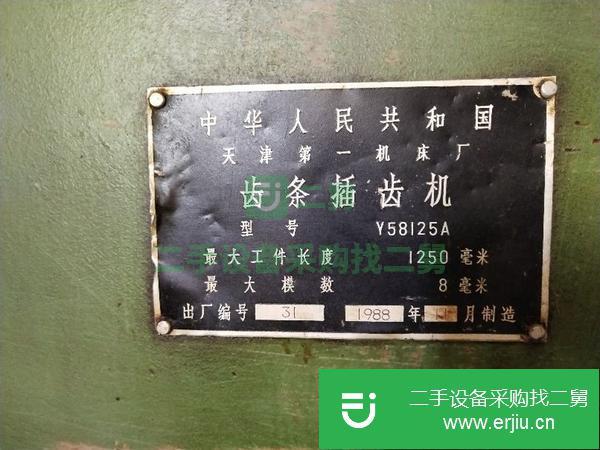 中华人民共和国
天津第一机床厂
齿条插齿机
型号 Y58125A
最大工件长度 1250 毫米
最大模数 8 毫米
出厂编号 31 1988 年 11 月制造
二手设备采购找二舅
二手设备采购找二舅
www.erjiu.cn